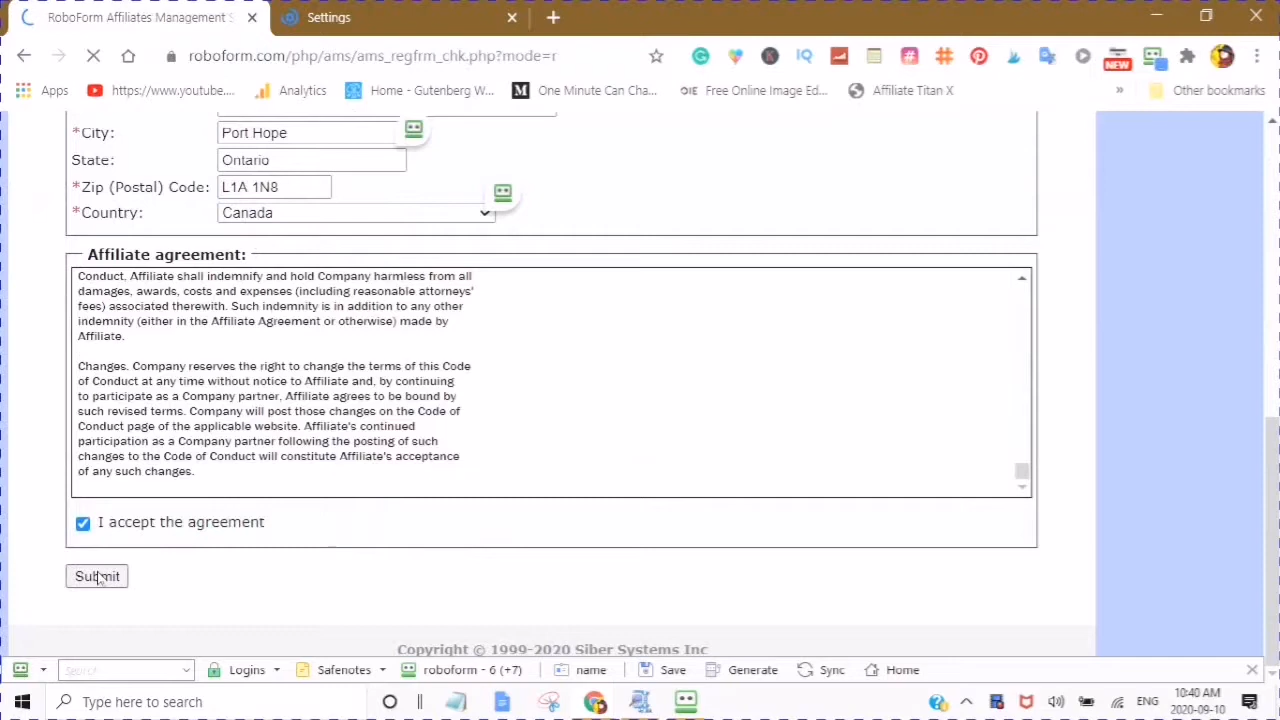 RoboForm Affiliates Management S
Settings
roboform.com/php/ams/ams_regfrm_chk.php?mode=r
NEW
Apps
https://www.youtube....
Analytics
Home - Gutenberg W...
One Minute Can Cha...
Free Online Image Ed...
Affiliate Titan X
»
Other bookmarks
*City: Port Hope
State: Ontario
*Zip (Postal) Code: L1A 1N8
*Country: Canada
Affiliate agreement:
Conduct, Affiliate shall indemnify and hold Company harmless from all
damages, awards, costs and expenses (including reasonable attorneys'
fees) associated therewith. Such indemnity is in addition to any other
indemnity (either in the Affiliate Agreement or otherwise) made by
Affiliate.
Changes. Company reserves the right to change the terms of this Code
of Conduct at any time without notice to Affiliate and, by continuing
to participate as a Company partner, Affiliate agrees to be bound by
such revised terms. Company will post those changes on the Code of
Conduct page of the applicable website. Affiliate's continued
participation as a Company partner following the posting of such
changes to the Code of Conduct will constitute Affiliate's acceptance
of any such changes.
I accept the agreement
Submit
Copyright © 1999-2020 Siber Systems Inc
Search
Logins
Safenotes
roboform - 6 (+7)
name
Save
Generate
Sync
Home
Type here to search
ENG
10:40 AM
2020-09-10